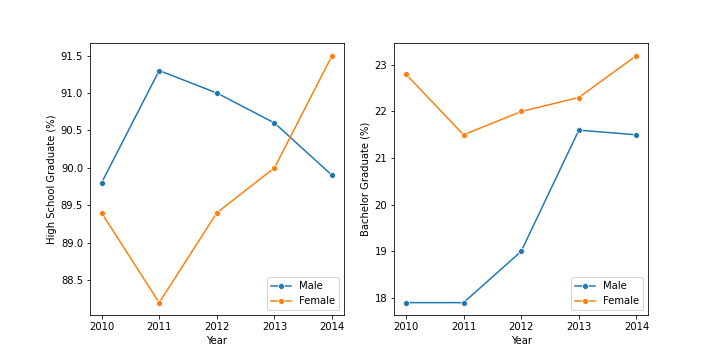 High School Graduate (%)
91.5
91.0
90.5
90.0
89.5
89.0
88.5
2010 2011 2012 2013 2014
Year
Male
Female
Bachelor Graduate (%)
23
22
21
20
19
18
2010 2011 2012 2013 2014
Year
Male
Female